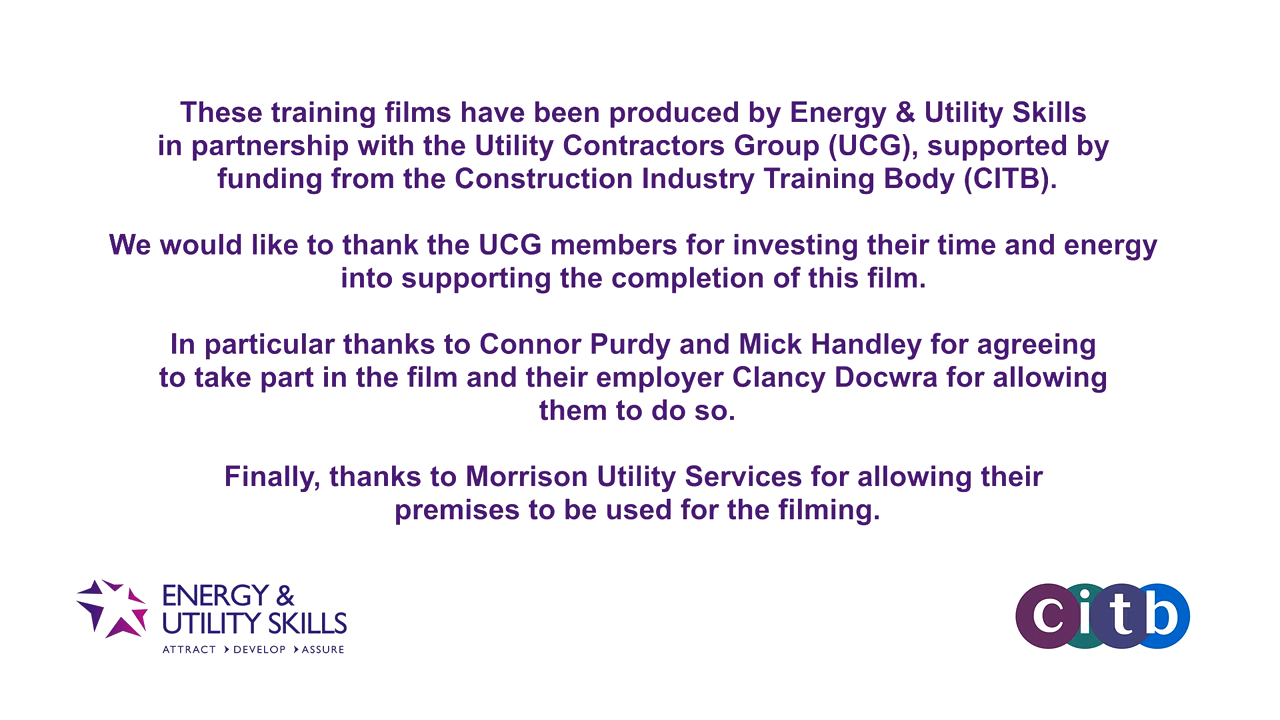 These training films have been produced by Energy & Utility Skills
in partnership with the Utility Contractors Group (UCG), supported by
funding from the Construction Industry Training Body (CITB).
We would like to thank the UCG members for investing their time and energy
into supporting the completion of this film.
In particular thanks to Connor Purdy and Mick Handley for agreeing
to take part in the film and their employer Clancy Docwra for allowing
them to do so.
Finally, thanks to Morrison Utility Services for allowing their
premises to be used for the filming.
ENERGY &
UTILITY SKILLS
ATTRACT > DEVELOP > ASSURE
citb